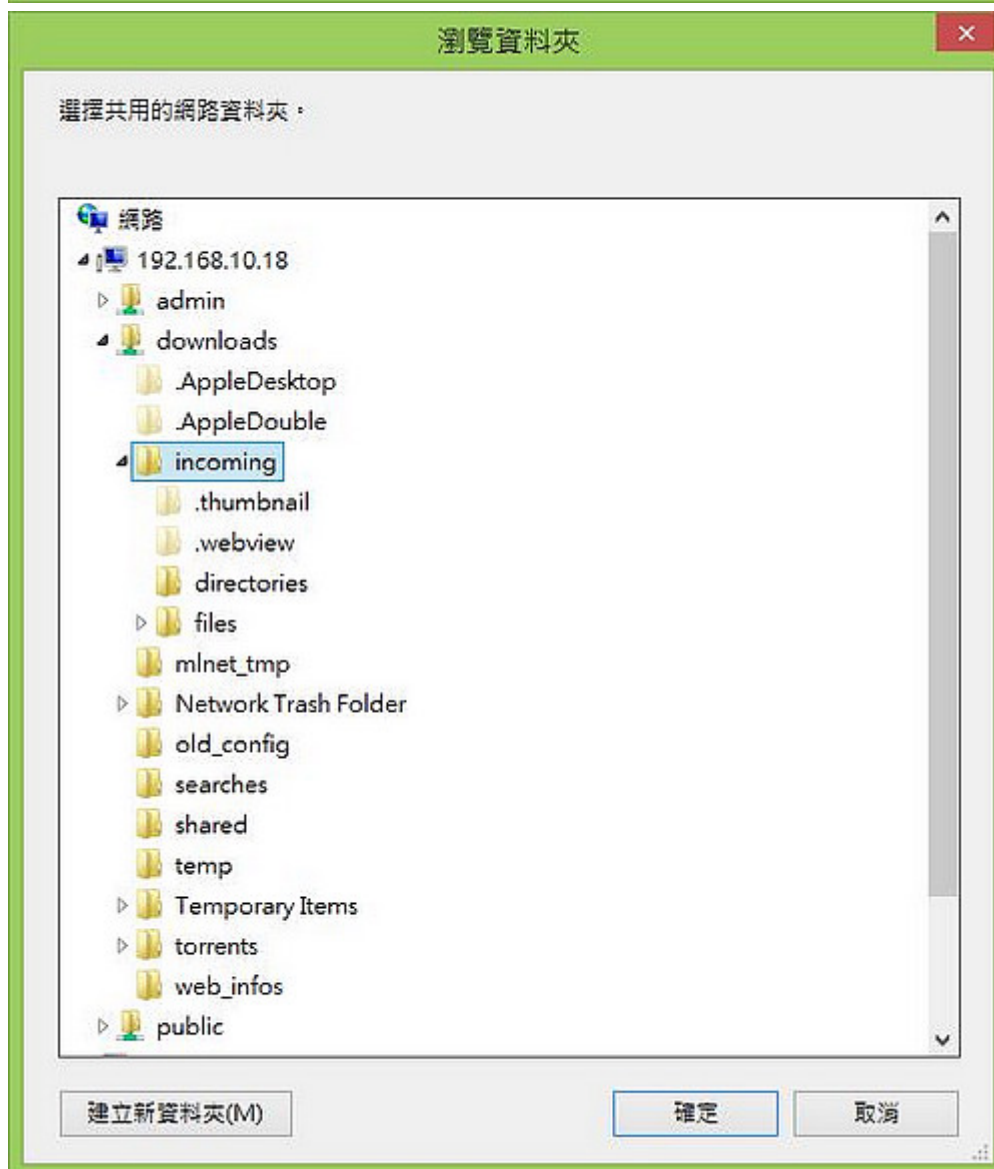 瀏覽資料夾
選擇共用的網路資料夾。
網路
192.168.10.18
admin
downloads
.AppleDesktop
.AppleDouble
incoming
.thumbnail
.webview
directories
files
mlnet_tmp
Network Trash Folder
old_config
searches
shared
temp
Temporary Items
torrents
web_infos
public
建立新資料夾(M)
確定
取消